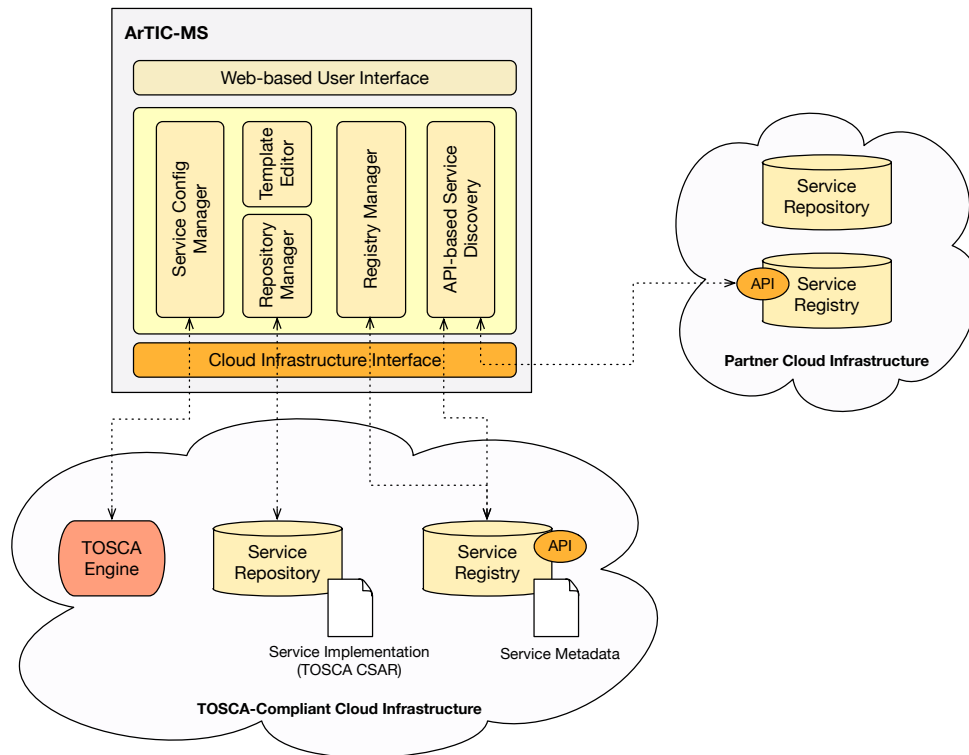 ArTIC-MS
Web-based User Interface
Service Config
Manager
Template
Editor
Repository
Manager
Registry Manager
API-based Service
Discovery
Cloud Infrastructure Interface
Service
Repository
API
Service
Registry
Partner Cloud Infrastructure
TOSCA
Engine
Service
Repository
Service
Registry
API
Service Implementation
(TOSCA CSAR)
Service Metadata
TOSCA-Compliant Cloud Infrastructure